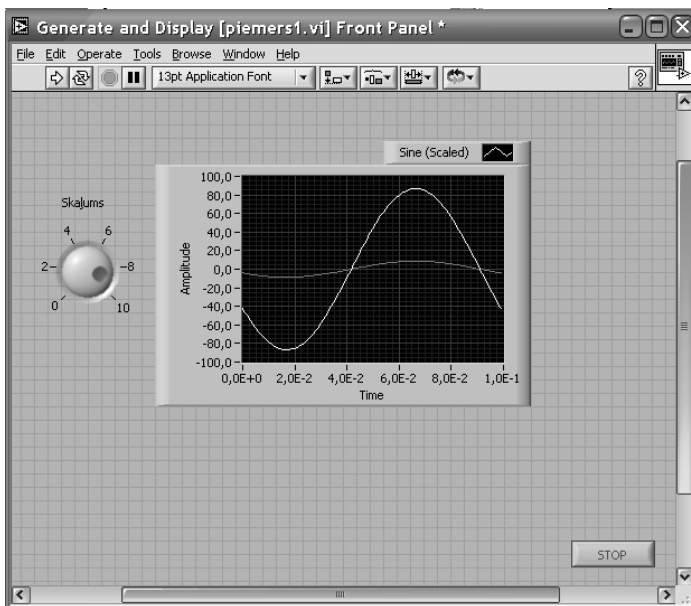 Generate and Display [piemers1.vi] Front Panel *
File Edit Operate Tools Browse Window Help
13pt Application Font
?
Sine (Scaled)
Skaļums
4 6
2 8
0 10
Amplitude
100,0
80,0
60,0
40,0
20,0
0,0
-20,0
-40,0
-60,0
-80,0
-100,0
0,0E+0 2,0E-2 4,0E-2 6,0E-2 8,0E-2 1,0E-1
Time
STOP